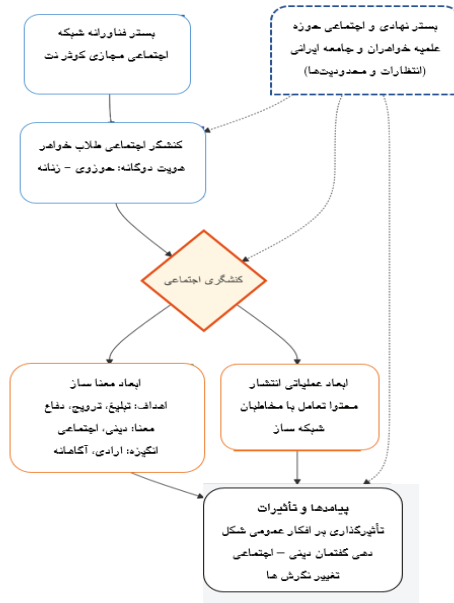 بستر فناورانه شبکه
اجتماعی مجازی کوثر نت
بستر نهادی و اجتماعی حوزه
علمیه خواهران و جامعه ایرانی
(انتظارات و محدودیت‌ها)
کنشگر اجتماعی طلاب خواهر
هویت دوگانه: حوزوی – زنانه
کنشگری اجتماعی
ابعاد معنا ساز
اهداف: تبلیغ، ترویج، دفاع
معنا: دینی، اجتماعی
انگیزه: ارادی، آگاهانه
ابعاد عملیاتی انتشار
محتوا تعامل با مخاطبان
شبکه ساز
پیامدها و تأثیرات
تأثیرگذاری بر افکار عمومی شکل
دهی گفتمان دینی – اجتماعی
تغییر نگرش ها